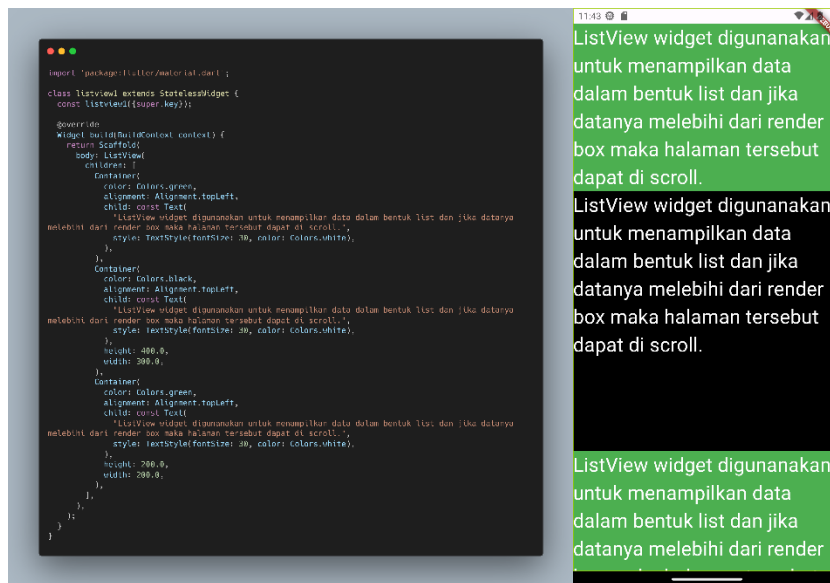 import 'package:flutter/material.dart';
class listview1 extends StatelessWidget {
const listview1({super.key});
@override
Widget build(BuildContext context) {
return Scaffold(
body: ListView(
children: [
Container(
color: Colors.green,
alignment: Alignment.topLeft,
child: const Text(
"ListView widget digunanakan untuk menampilkan data dalam bentuk list dan jika datanya
melebihi dari render box maka halaman tersebut dapat di scroll.",
style: TextStyle(fontSize: 30, color: Colors.white),
),
),
Container(
color: Colors.black,
alignment: Alignment.topLeft,
child: const Text(
"ListView widget digunanakan untuk menampilkan data dalam bentuk list dan jika datanya
melebihi dari render box maka halaman tersebut dapat di scroll.",
style: TextStyle(fontSize: 30, color: Colors.white),
),
height: 400.0,
width: 300.0,
),
Container(
color: Colors.green,
alignment: Alignment.topLeft,
child: const Text(
"ListView widget digunanakan untuk menampilkan data dalam bentuk list dan jika datanya
melebihi dari render box maka halaman tersebut dapat di scroll.",
style: TextStyle(fontSize: 30, color: Colors.white),
),
height: 200.0,
width: 200.0,
),
],
),
);
}
}
11:43
ListView widget digunanakan
untuk menampilkan data
dalam bentuk list dan jika
datanya melebihi dari render
box maka halaman tersebut
dapat di scroll.
ListView widget digunanakan
untuk menampilkan data
dalam bentuk list dan jika
datanya melebihi dari render
box maka halaman tersebut
dapat di scroll.
ListView widget digunanakan
untuk menampilkan data
dalam bentuk list dan jika
datanya melebihi dari render